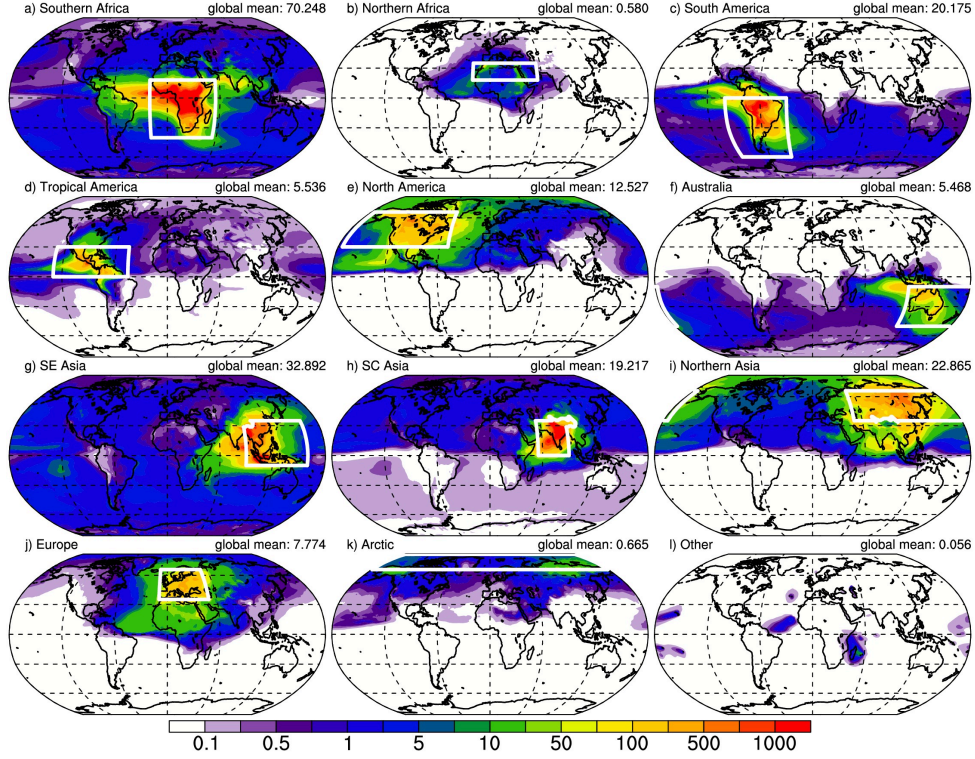 a) Southern Africa global mean: 70.248
b) Northern Africa global mean: 0.580
c) South America global mean: 20.175
d) Tropical America global mean: 5.536
e) North America global mean: 12.527
f) Australia global mean: 5.468
g) SE Asia global mean: 32.892
h) SC Asia global mean: 19.217
i) Northern Asia global mean: 22.865
j) Europe global mean: 7.774
k) Arctic global mean: 0.665
l) Other global mean: 0.056
0.1 0.5 1 5 10 50 100 500 1000